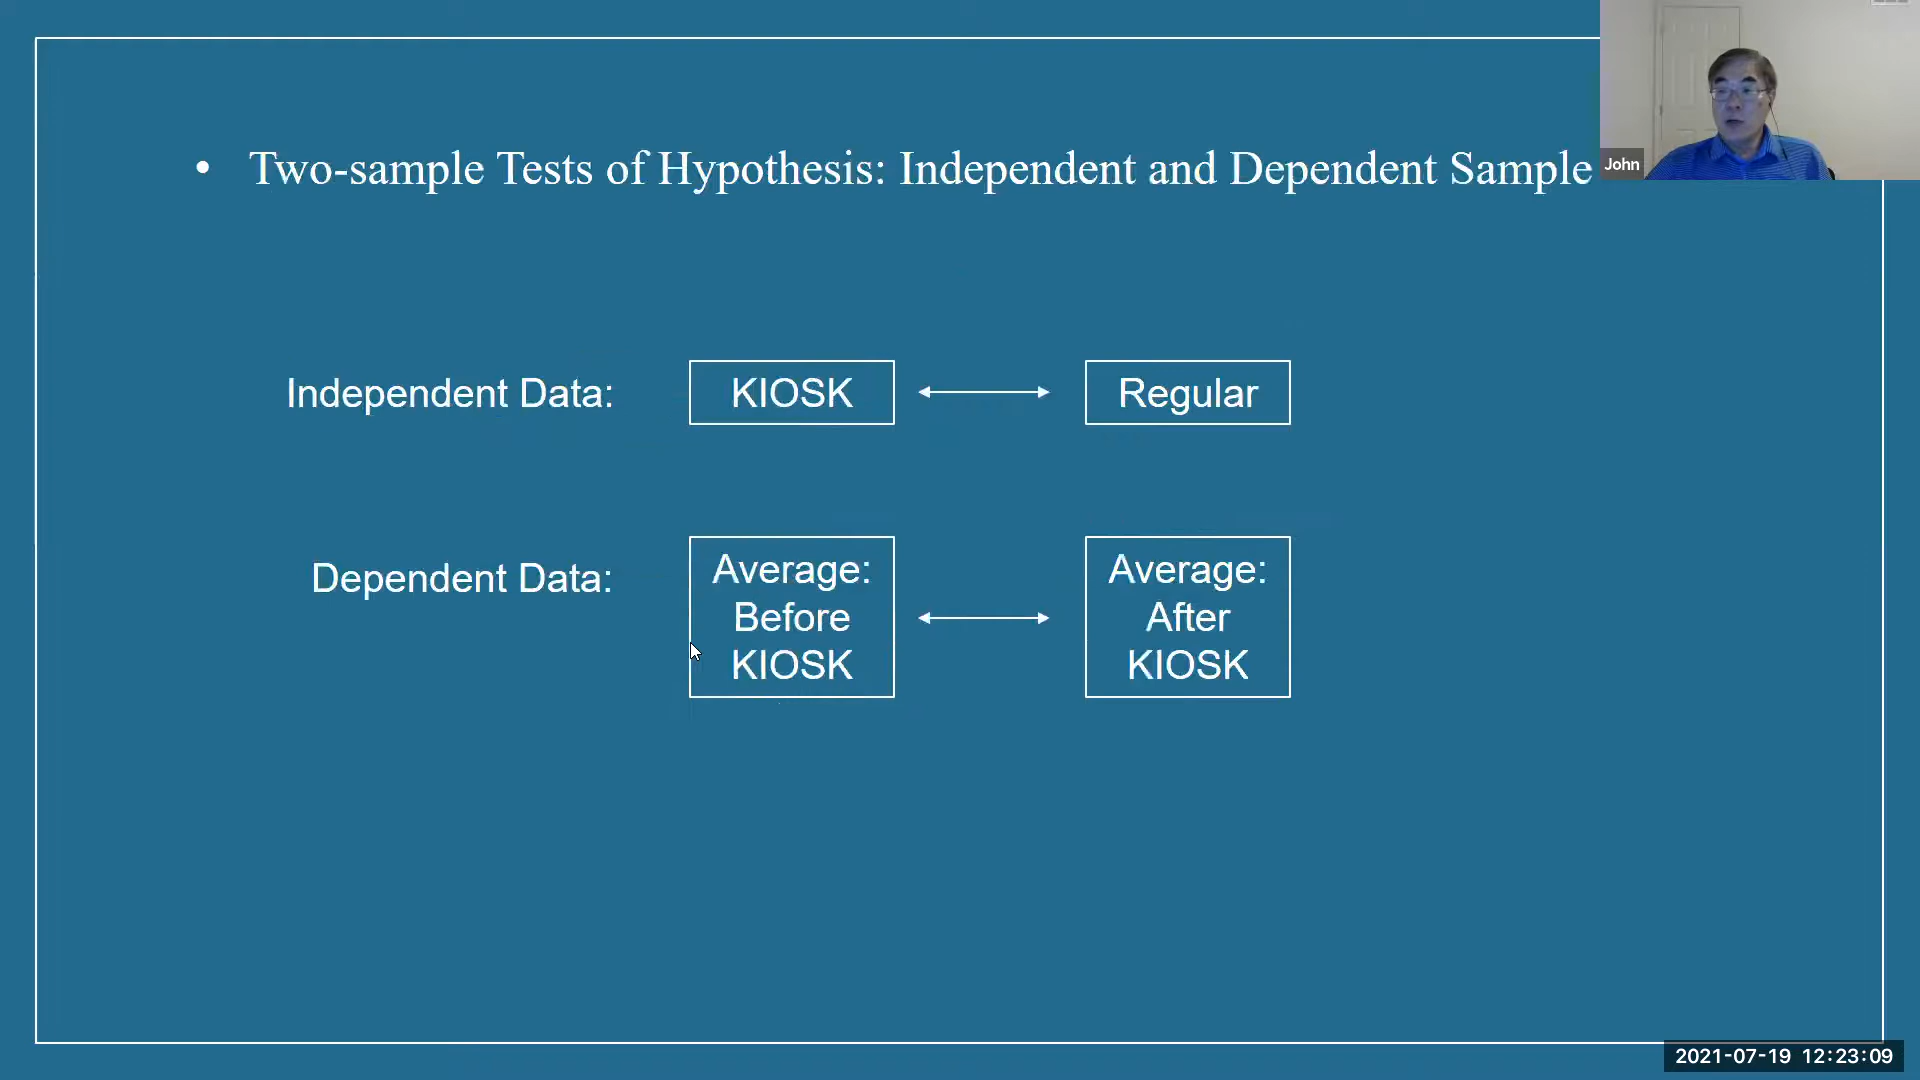 • Two-sample Tests of Hypothesis: Independent and Dependent Sample
John
Independent Data:
KIOSK
Regular
Dependent Data:
Average:
Before
KIOSK
Average:
After
KIOSK
2021-07-19 12:23:09